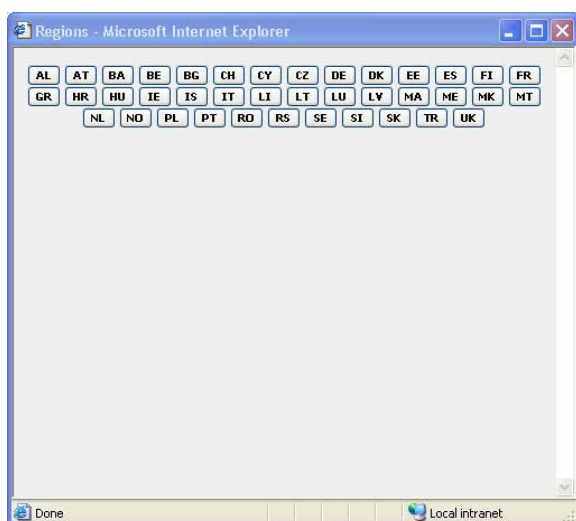 Regions - Microsoft Internet Explorer
AL AT BA BE BG CH CY CZ DE DK EE ES FI FR
GR HR HU IE IS IT LI LT LU LV MA ME MK MT
NL NO PL PT RO RS SE SI SK TR UK
Done Local intranet